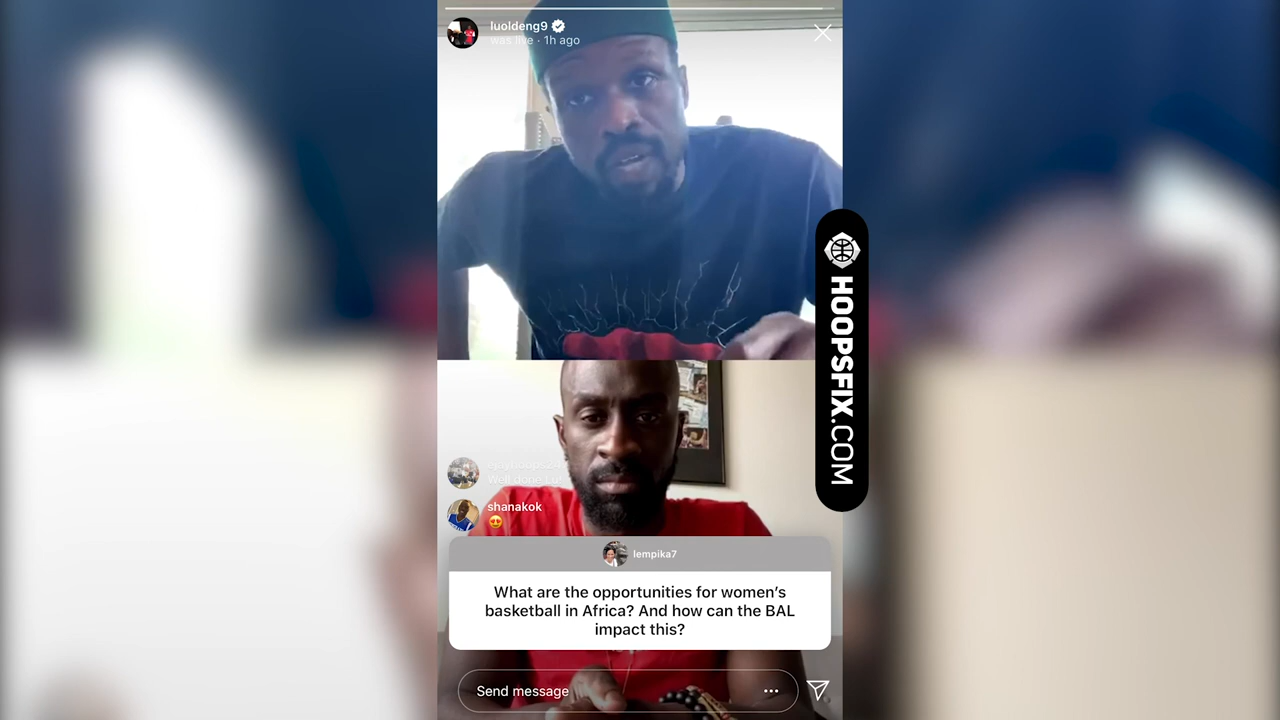 luoldeng9
was live · 1h ago
HOOPSFIX.COM
shanakok
😍
lempika7
What are the opportunities for women’s
basketball in Africa? And how can the BAL
impact this?
Send message